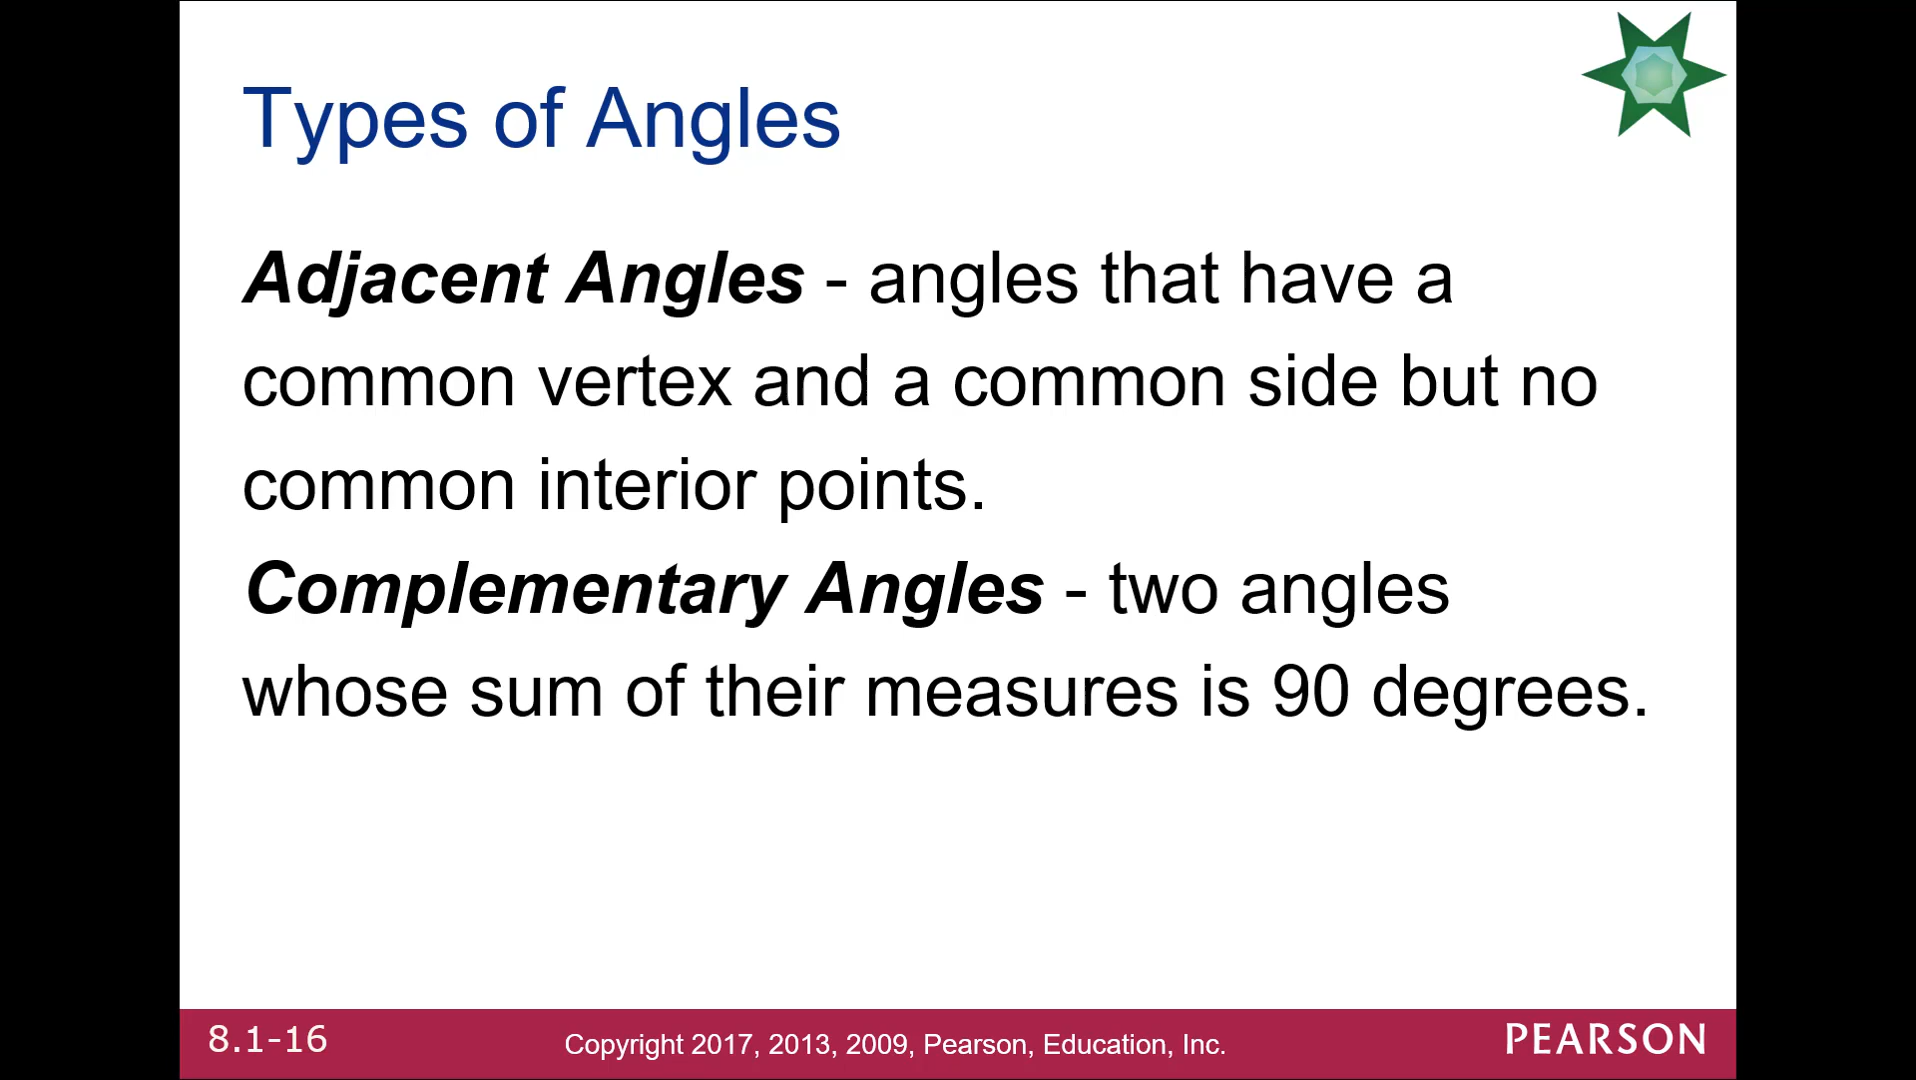 Types of Angles
Adjacent Angles - angles that have a
common vertex and a common side but no
common interior points.
Complementary Angles - two angles
whose sum of their measures is 90 degrees.
8.1-16
Copyright 2017, 2013, 2009, Pearson, Education, Inc.
PEARSON